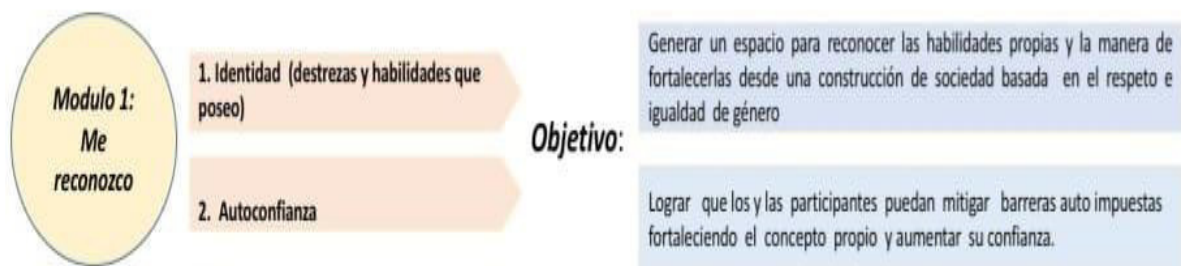 Modulo 1:
Me
reconozco
1. Identidad (destrezas y habilidades que
poseo)
2. Autoconfianza
Objetivo:
Generar un espacio para reconocer las habilidades propias y la manera de
fortalecerlas desde una construcción de sociedad basada en el respeto e
igualdad de género
Lograr que los y las participantes puedan mitigar barreras auto impuestas
fortaleciendo el concepto propio y aumentar su confianza.